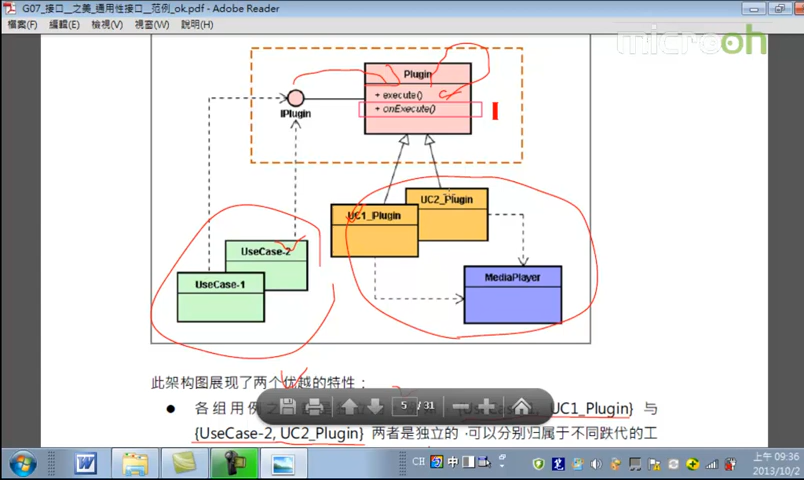 G07_接口__之美_通用性接口__范例_ok.pdf - Adobe Reader
檔案(F) 編輯(E) 檢視(V) 視窗(W) 說明(H)
microoh
Plugin
+ execute()
+ onExecute()
IPlugin
UC2_Plugin
UC1_Plugin
UseCase-2
UseCase-1
MediaPlayer
此架构图展现了两个优越的特性：
● 各组用例之 UC1_Plugin} 与
5 / 31
{UseCase-2, UC2_Plugin} 两者是独立的，可以分别归属于不同跌代的工
CH 中
上午 09:36
2013/10/2